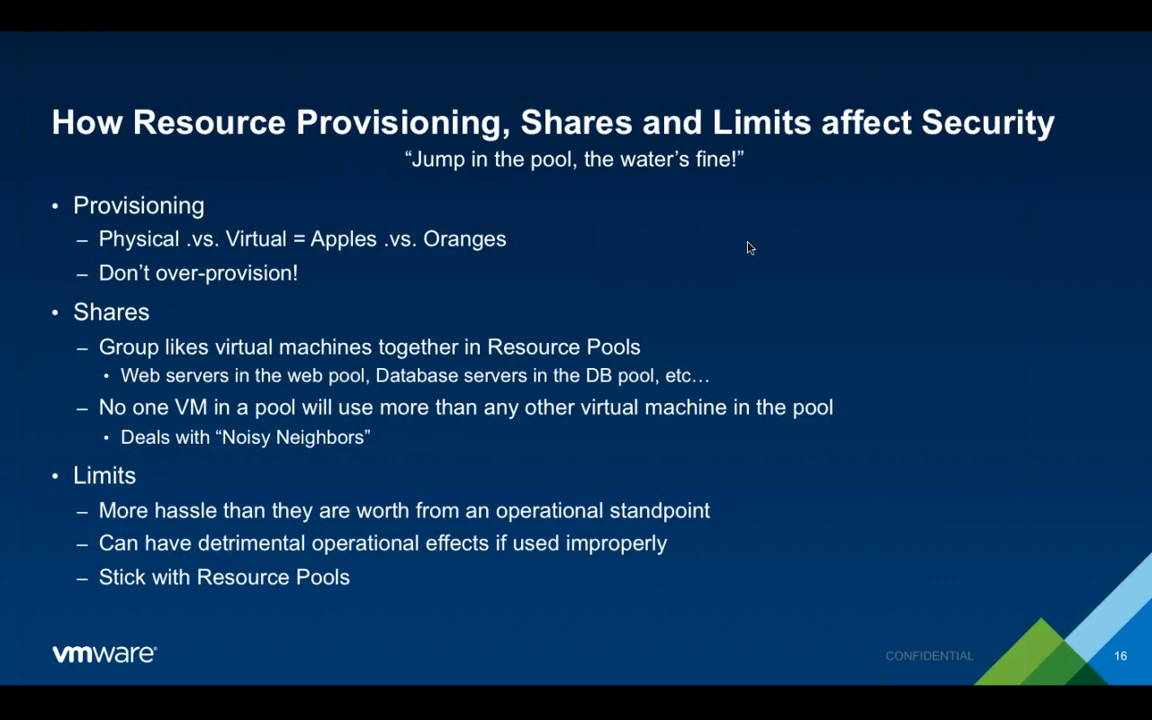 How Resource Provisioning, Shares and Limits affect Security
“Jump in the pool, the water’s fine!”
• Provisioning
– Physical .vs. Virtual = Apples .vs. Oranges
– Don’t over-provision!
• Shares
– Group likes virtual machines together in Resource Pools
• Web servers in the web pool, Database servers in the DB pool, etc…
– No one VM in a pool will use more than any other virtual machine in the pool
• Deals with “Noisy Neighbors”
• Limits
– More hassle than they are worth from an operational standpoint
– Can have detrimental operational effects if used improperly
– Stick with Resource Pools
vmware®
CONFIDENTIAL
16